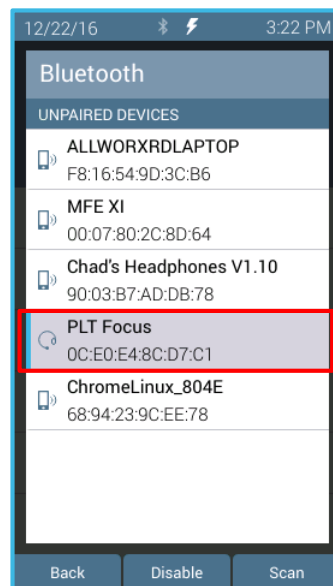 12/22/16 3:22 PM
Bluetooth
UNPAIRED DEVICES
ALLWORXRDLAPTOP
F8:16:54:9D:3C:B6
MFE XI
00:07:80:2C:8D:64
Chad's Headphones V1.10
90:03:B7:AD:DB:78
PLT Focus
0C:E0:E4:8C:D7:C1
ChromeLinux_804E
68:94:23:9C:EE:78
Back Disable Scan